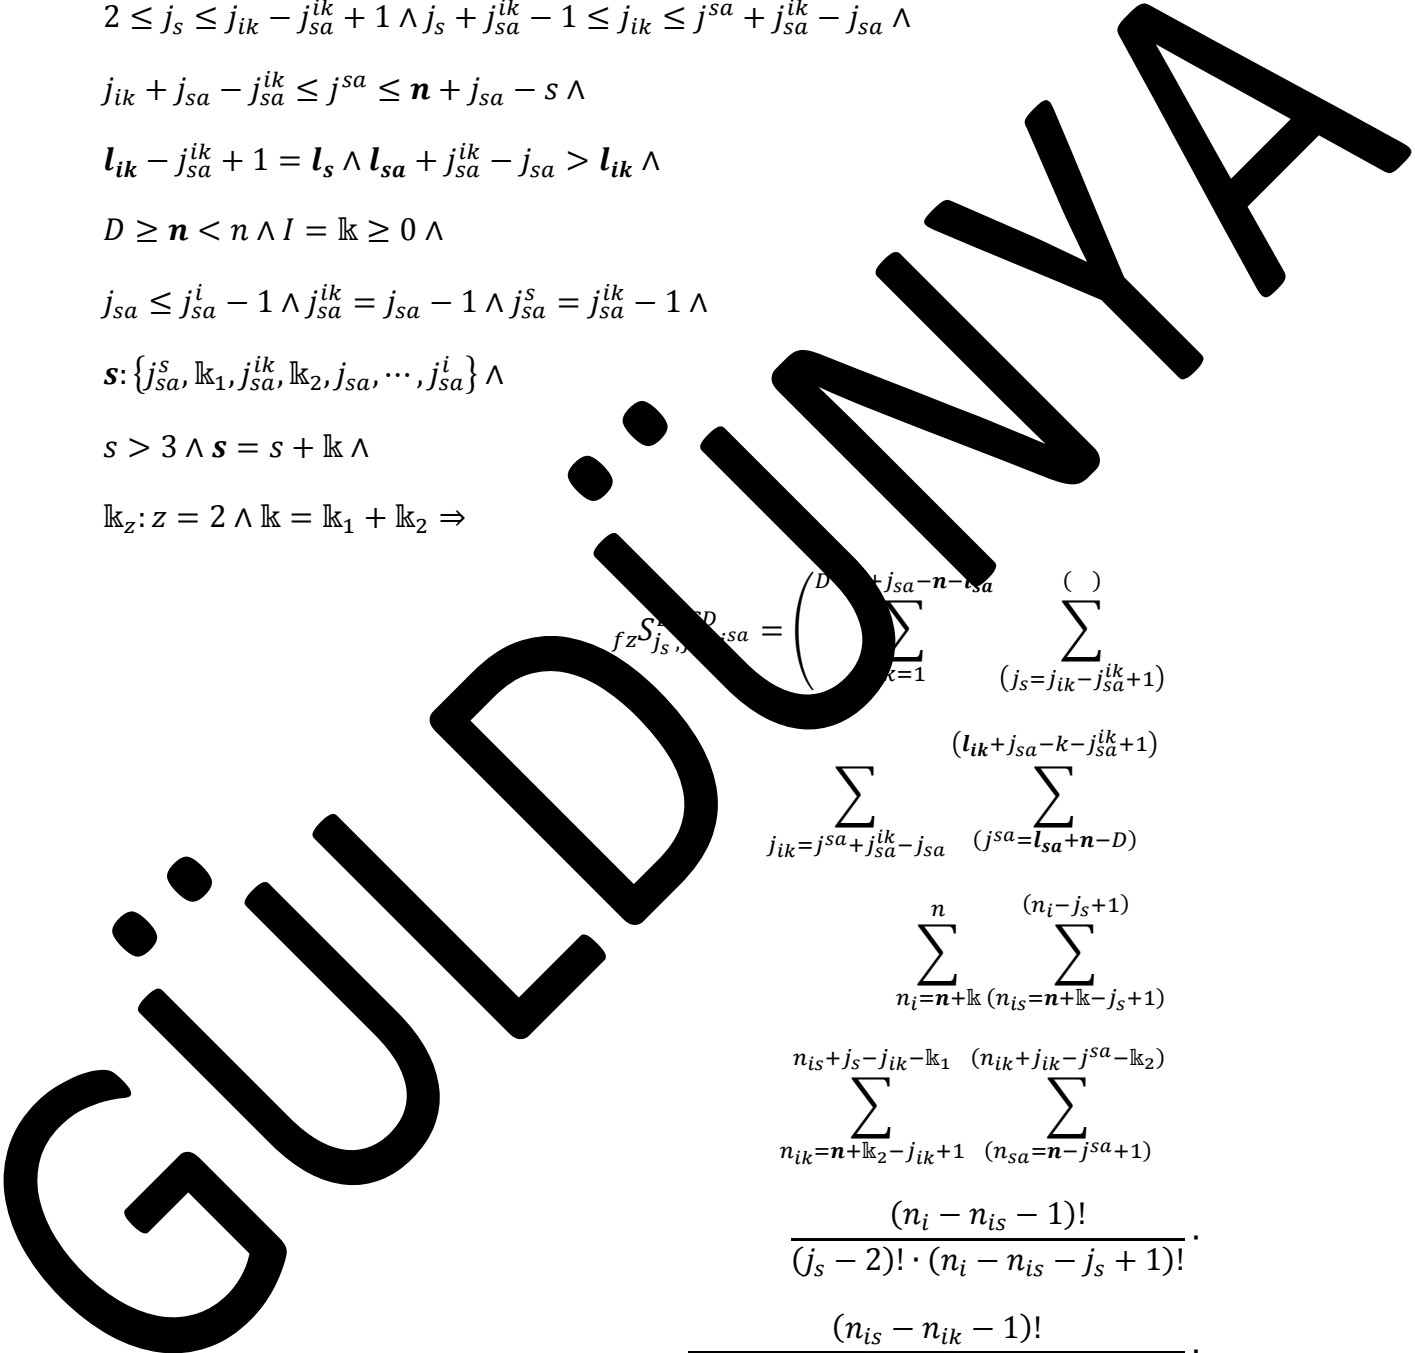 2 ≤ j_s ≤ j_{ik} − j_{sa}^{ik} + 1 ∧ j_s + j_{sa}^{ik} − 1 ≤ j_{ik} ≤ j^{sa} + j_{sa}^{ik} − j_{sa} ∧
j_{ik} + j_{sa} − j_{sa}^{ik} ≤ j^{sa} ≤ n + j_{sa} − s ∧
l_{ik} − j_{sa}^{ik} + 1 = l_s ∧ l_{sa} + j_{sa}^{ik} − j_{sa} > l_{ik} ∧
D ≥ n < n ∧ I = 𝕜 ≥ 0 ∧
j_{sa} ≤ j_{sa}^{i} − 1 ∧ j_{sa}^{ik} = j_{sa} − 1 ∧ j_{sa}^{s} = j_{sa}^{ik} − 1 ∧
s: {j_{sa}^{s}, 𝕜_1, j_{sa}^{ik}, 𝕜_2, j_{sa}, ⋯, j_{sa}^{i}} ∧
s > 3 ∧ s = s + 𝕜 ∧
𝕜_z: z = 2 ∧ 𝕜 = 𝕜_1 + 𝕜_2 ⇒
= ( ∑ ∑_{(j_s=j_{ik}−j_{sa}^{ik}+1)}^{( )}
∑_{j_{ik}=j^{sa}+j_{sa}^{ik}−j_{sa}} ∑_{(j^{sa}=l_{sa}+n−D)}^{(l_{ik}+j_{sa}−k−j_{sa}^{ik}+1)}
∑_{n_i=n+𝕜}^{n} ∑_{(n_{is}=n+𝕜−j_s+1)}^{(n_i−j_s+1)}
∑_{n_{ik}=n+𝕜_2−j_{ik}+1}^{n_{is}+j_s−j_{ik}−𝕜_1} ∑_{(n_{sa}=n−j^{sa}+1)}^{(n_{ik}+j_{ik}−j^{sa}−𝕜_2)}
(n_i − n_{is} − 1)!
/ (j_s − 2)! · (n_i − n_{is} − j_s + 1)! ·
(n_{is} − n_{ik} − 1)! ·
GÜLDÜNYA